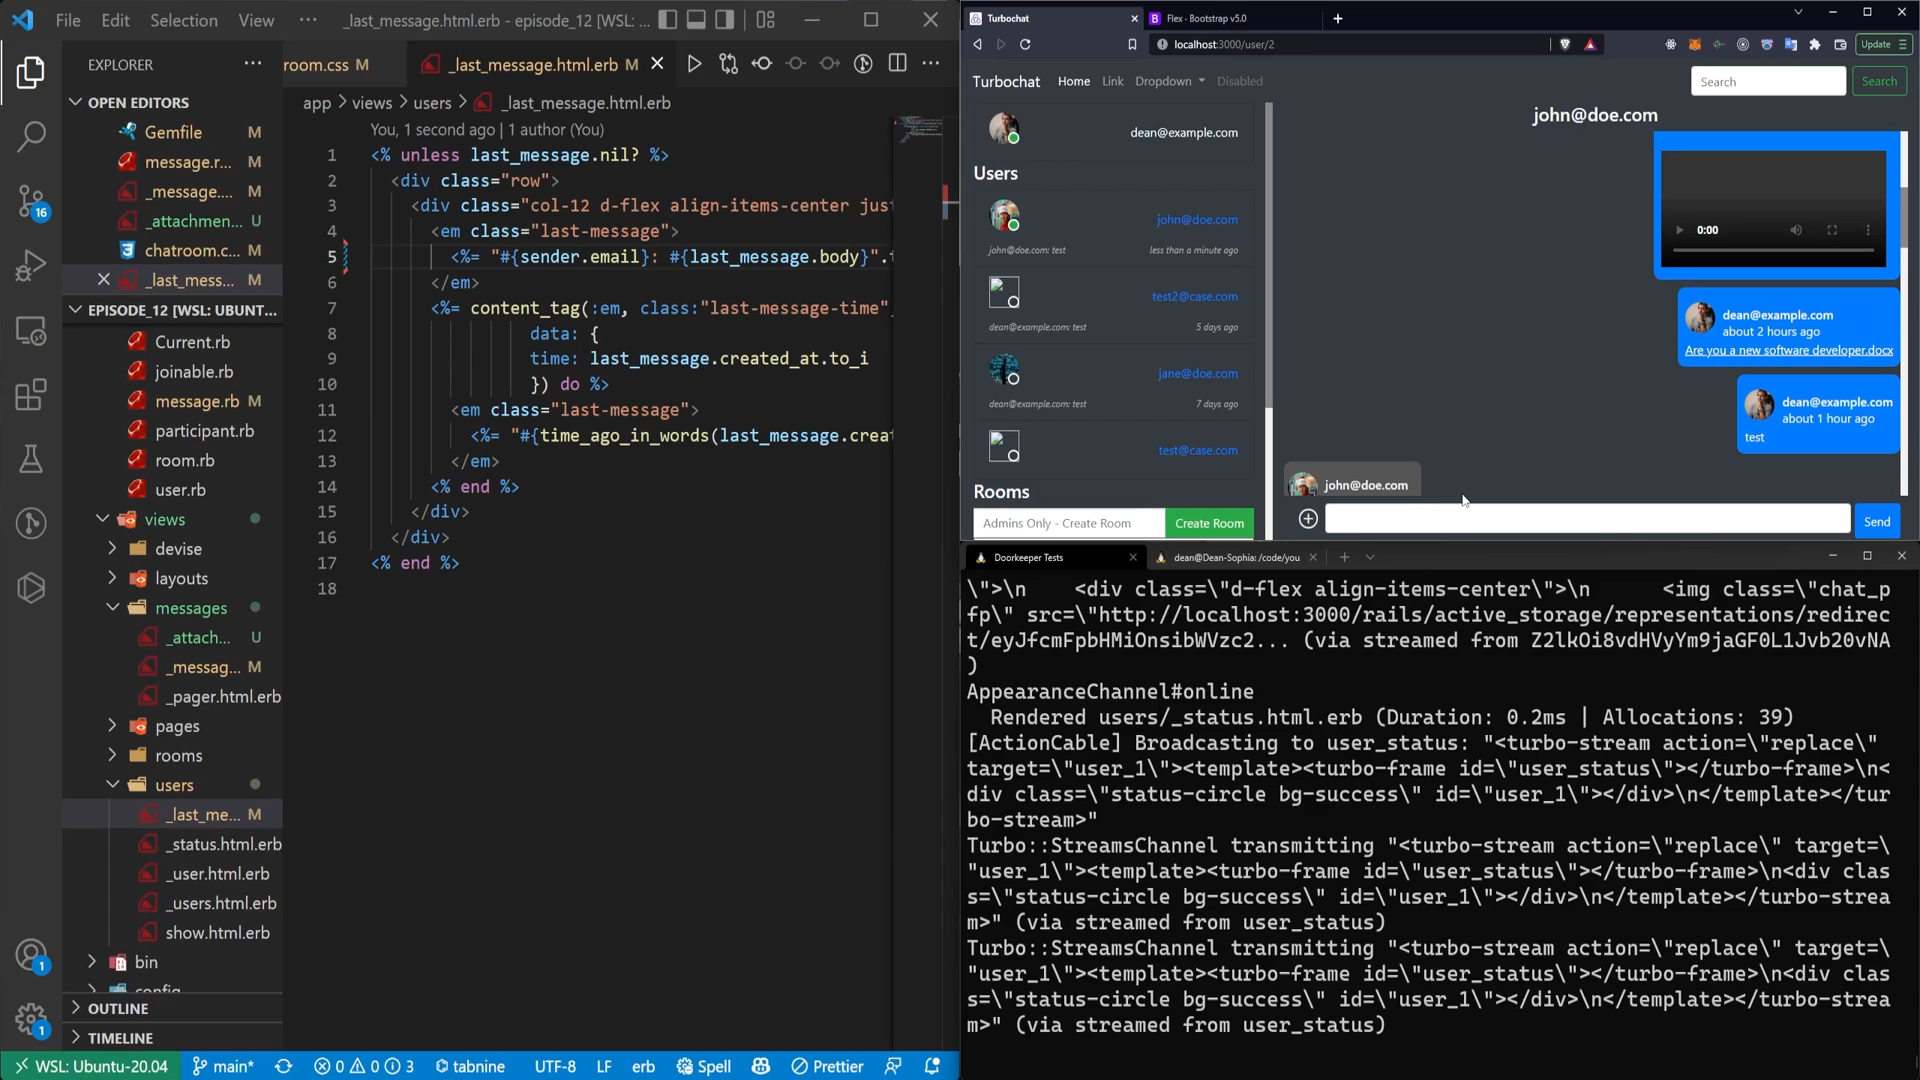 File Edit Selection View ··· _last_message.html.erb - episode_12 [WSL: ...
EXPLORER
OPEN EDITORS
Gemfile M
message.r... M
_message.... M
_attachmen... U
chatroom.c... M
_last_mess... M
EPISODE_12 [WSL: UBUNT...
Current.rb
joinable.rb
message.rb M
participant.rb
room.rb
user.rb
views
devise
layouts
messages
_attach... U
_messag... M
_pager.html.erb
pages
rooms
users
_last_me... M
_status.html.erb
_user.html.erb
_users.html.erb
show.html.erb
bin
OUTLINE
TIMELINE
16
1
1
room.css M _last_message.html.erb M
app > views > users > _last_message.html.erb
You, 1 second ago | 1 author (You)
1 <% unless last_message.nil? %>
2 <div class="row">
3 <div class="col-12 d-flex align-items-center jus
4 <em class="last-message">
5 <%= "#{sender.email}: #{last_message.body}".
6 </em>
7 <%= content_tag(:em, class:"last-message-time"
8 data: {
9 time: last_message.created_at.to_i
10 }) do %>
11 <em class="last-message">
12 <%= "#{time_ago_in_words(last_message.creat
13 </em>
14 <% end %>
15 </div>
16 </div>
17 <% end %>
18
WSL: Ubuntu-20.04 main* 0 0 3 tabnine UTF-8 LF erb Spell Prettier
Turbochat
Flex · Bootstrap v5.0
localhost:3000/user/2
Update
Turbochat Home Link Dropdown Disabled
Search
Search
dean@example.com
Users
john@doe.com
john@doe.com: test less than a minute ago
test2@case.com
dean@example.com: test 5 days ago
jane@doe.com
dean@example.com: test 7 days ago
test@case.com
Rooms
Admins Only - Create Room
Create Room
john@doe.com
0:00
dean@example.com
about 2 hours ago
Are you a new software developer.docx
dean@example.com
about 1 hour ago
test
john@doe.com
Send
Doorkeeper Tests
dean@Dean-Sophia: /code/you
\">\n    <div class=\"d-flex align-items-center\">\n      <img class=\"chat_p
fp\" src=\"http://localhost:3000/rails/active_storage/representations/redirec
t/eyJfcmFpbHMiOnsibWVzc2... (via streamed from Z2lkOi8vdHVyYm9jaGF0L1Jvb20vNA
)
AppearanceChannel#online
Rendered users/_status.html.erb (Duration: 0.2ms | Allocations: 39)
[ActionCable] Broadcasting to user_status: "<turbo-stream action=\"replace\"
target=\"user_1\"><template><turbo-frame id=\"user_status\"></turbo-frame>\n<
div class=\"status-circle bg-success\" id=\"user_1\"></div>\n</template></tur
bo-stream>"
Turbo::StreamsChannel transmitting "<turbo-stream action=\"replace\" target=\
"user_1\"><template><turbo-frame id=\"user_status\"></turbo-frame>\n<div clas
s=\"status-circle bg-success\" id=\"user_1\"></div>\n</template></turbo-strea
m>" (via streamed from user_status)
Turbo::StreamsChannel transmitting "<turbo-stream action=\"replace\" target=\
"user_1\"><template><turbo-frame id=\"user_status\"></turbo-frame>\n<div clas
s=\"status-circle bg-success\" id=\"user_1\"></div>\n</template></turbo-strea
m>" (via streamed from user_status)